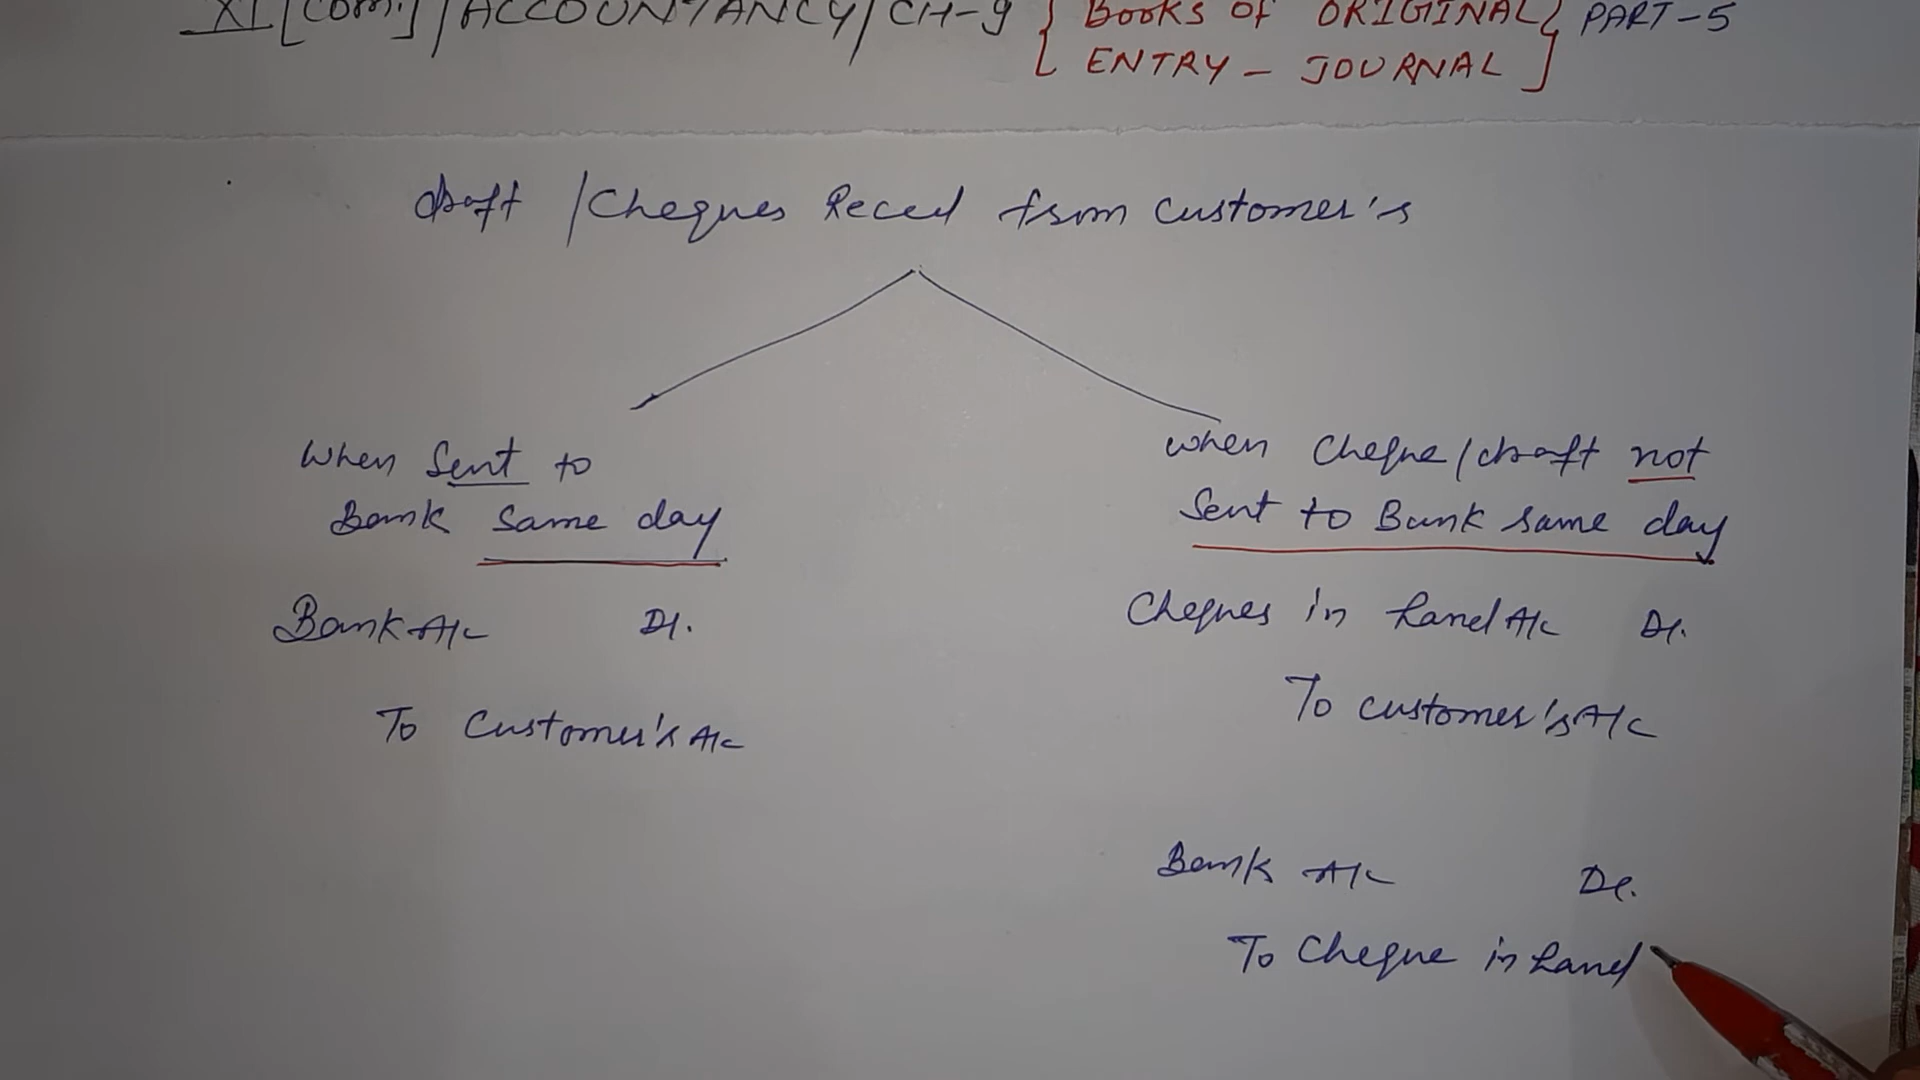 XI [COM.] / ACCOUNTANCY / CH-9 { Books OF ORIGINAL ENTRY - JOURNAL } PART-5
draft / Cheques Reced from customer's
When Sent to
Bank same day
Bank A/c Dr.
To Customer's A/c
when Cheque/draft not
Sent to Bank same day
Cheques in hand A/c Dr.
To customer's A/c
Bank A/c Dr.
To Cheque in hand